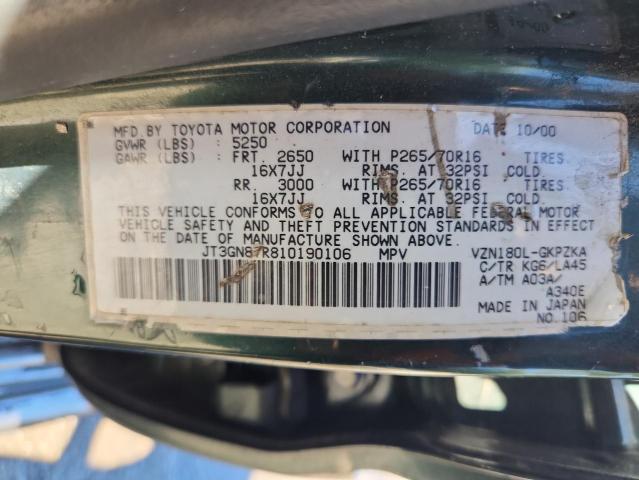 MFD. BY TOYOTA MOTOR CORPORATION DATE 10/00
GVWR (LBS) : 5250
GAWR (LBS) : FRT. 2650 WITH P265/70R16 TIRES
16X7JJ RIMS. AT 32PSI COLD.
RR. 3000 WITH P265/70R16 TIRES
16X7JJ RIMS. AT 32PSI COLD.
THIS VEHICLE CONFORMS TO ALL APPLICABLE FEDERAL MOTOR
VEHICLE SAFETY AND THEFT PREVENTION STANDARDS IN EFFECT
ON THE DATE OF MANUFACTURE SHOWN ABOVE.
JT3GN87R810190106 MPV VZN180L-GKPZKA
C/TR KG6/LA45
A/TM A03A/
A340E
MADE IN JAPAN
NO.106